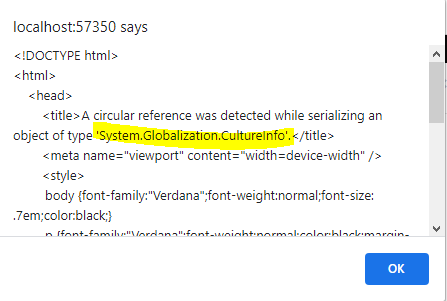 localhost:57350 says
<!DOCTYPE html>
<html>
<head>
<title>A circular reference was detected while serializing an
object of type 'System.Globalization.CultureInfo'.</title>
<meta name="viewport" content="width=device-width" />
<style>
body {font-family:"Verdana";font-weight:normal;font-size:
.7em;color:black;}
OK